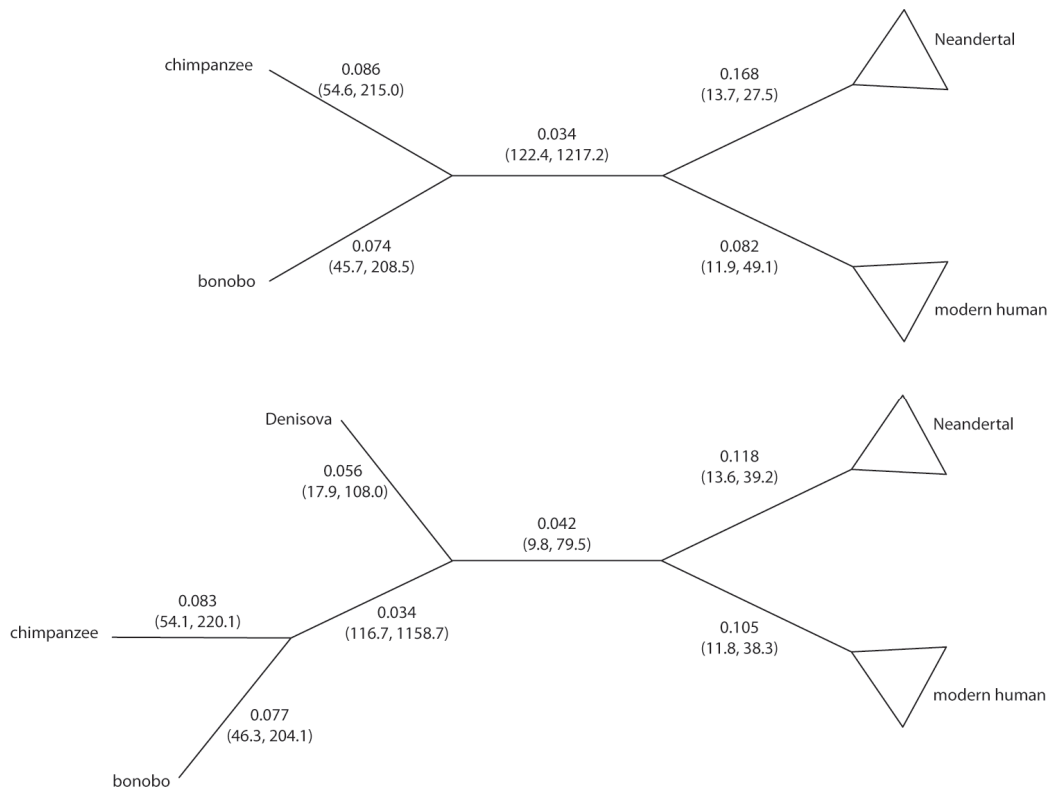 Neandertal
chimpanzee
0.086
(54.6, 215.0)
0.168
(13.7, 27.5)
0.034
(122.4, 1217.2)
0.074
(45.7, 208.5)
0.082
(11.9, 49.1)
bonobo
modern human
Denisova
Neandertal
0.056
(17.9, 108.0)
0.118
(13.6, 39.2)
0.042
(9.8, 79.5)
0.083
(54.1, 220.1)
0.034
(116.7, 1158.7)
chimpanzee
0.105
(11.8, 38.3)
modern human
0.077
(46.3, 204.1)
bonobo